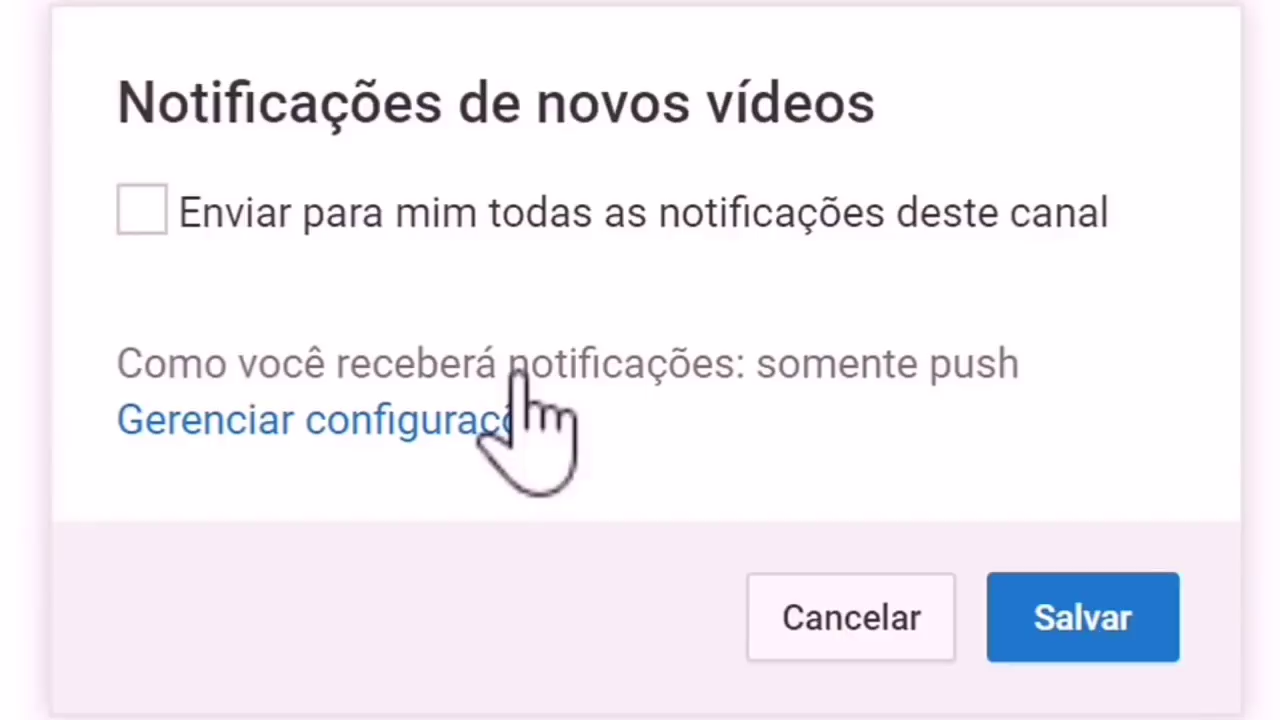 Notificações de novos vídeos
Enviar para mim todas as notificações deste canal
Como você receberá notificações: somente push
Gerenciar
Cancelar
Salvar